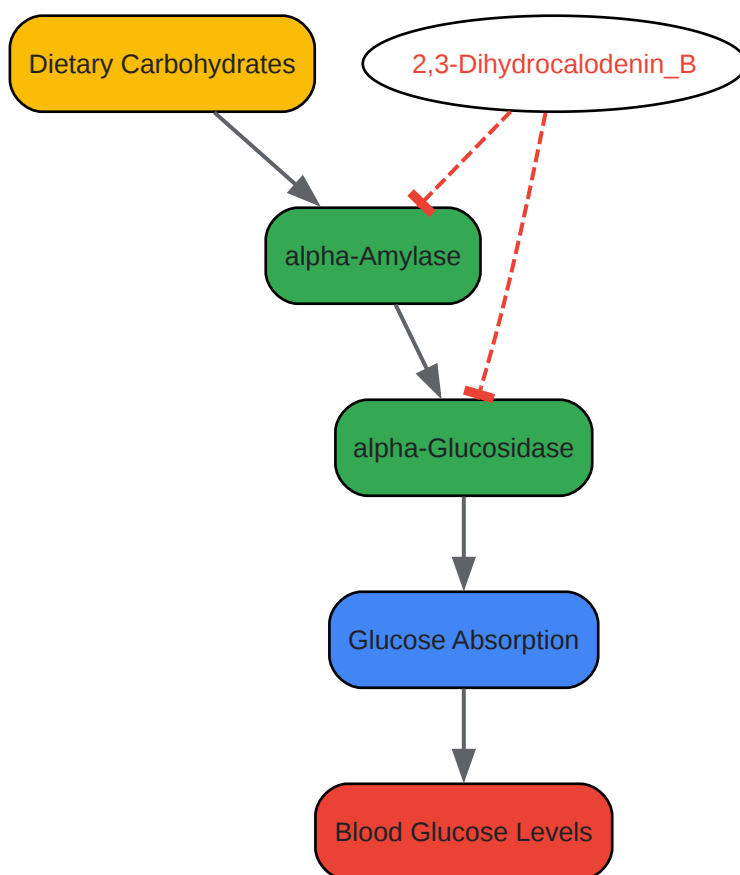 Dietary Carbohydrates
2,3-Dihydrocalodenin_B
alpha-Amylase
alpha-Glucosidase
Glucose Absorption
Blood Glucose Levels